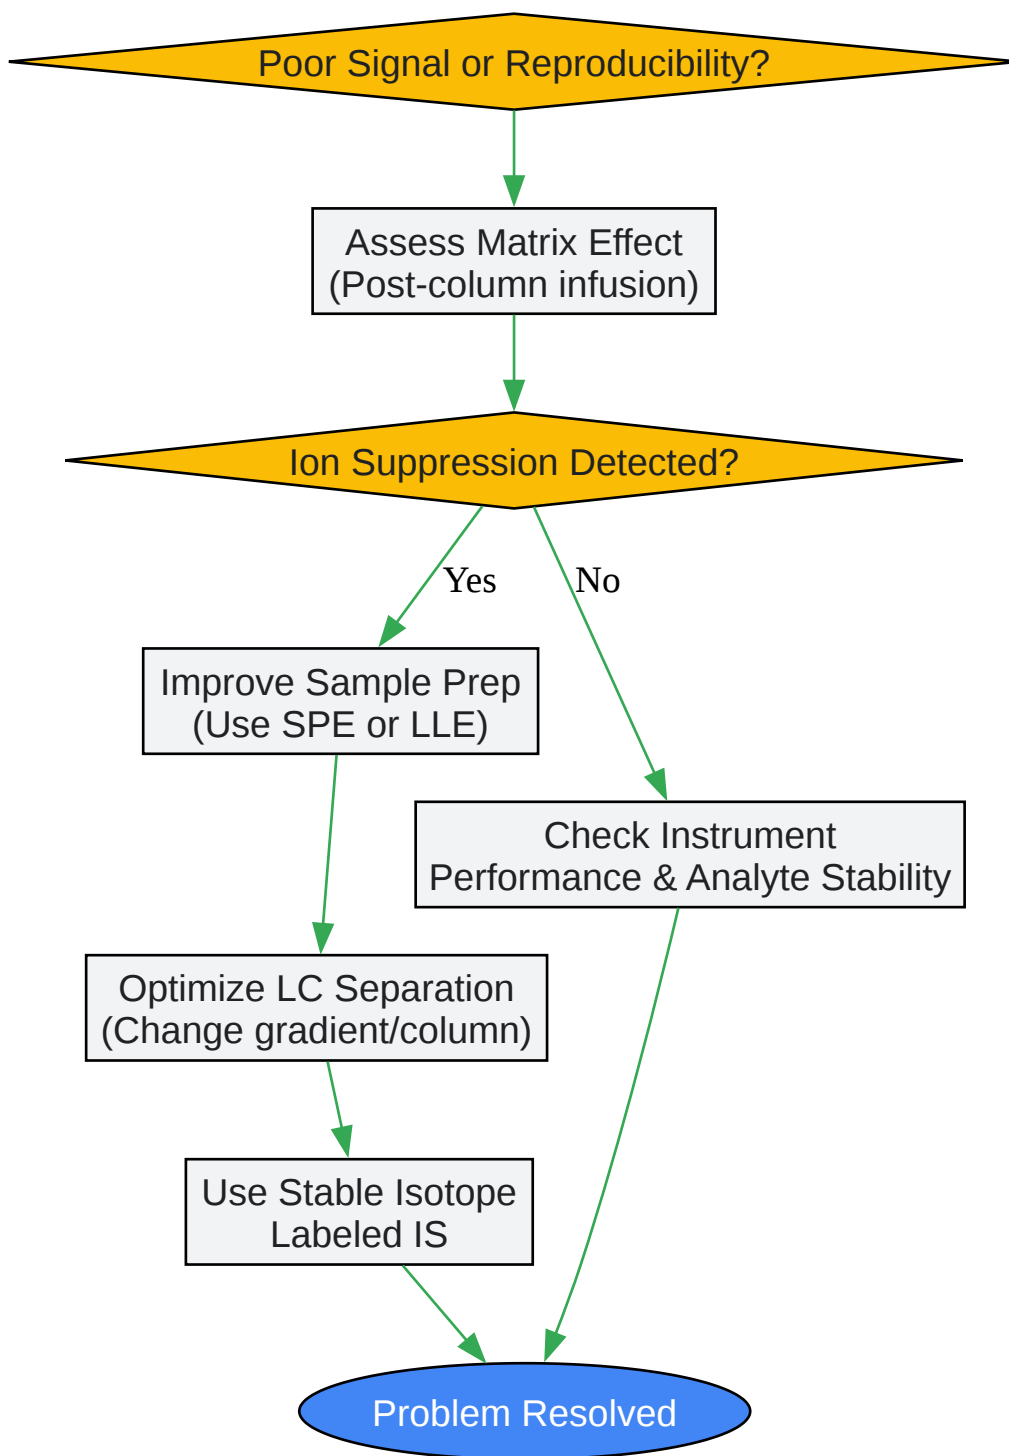 Poor Signal or Reproducibility?
Assess Matrix Effect
(Post-column infusion)
Ion Suppression Detected?
Yes
No
Improve Sample Prep
(Use SPE or LLE)
Check Instrument
Performance & Analyte Stability
Optimize LC Separation
(Change gradient/column)
Use Stable Isotope
Labeled IS
Problem Resolved